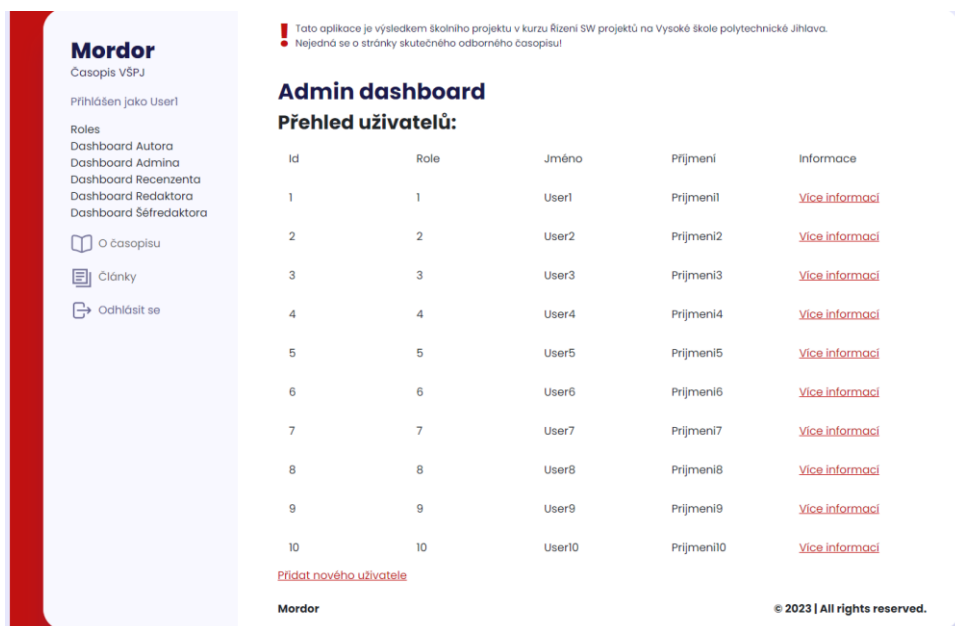 Mordor
Časopis VŠPJ
Přihlášen jako User1
Roles
Dashboard Autora
Dashboard Admina
Dashboard Recenzenta
Dashboard Redaktora
Dashboard Šéfredaktora
O časopisu
Články
Odhlásit se
Tato aplikace je výsledkem školního projektu v kurzu Řízení SW projektů na Vysoké škole polytechnické Jihlava.
Nejedná se o stránky skutečného odborného časopisu!
Admin dashboard
Přehled uživatelů:
Id Role Jméno Příjmení Informace
1 1 User1 Prijmeni1 Více informací
2 2 User2 Prijmeni2 Více informací
3 3 User3 Prijmeni3 Více informací
4 4 User4 Prijmeni4 Více informací
5 5 User5 Prijmeni5 Více informací
6 6 User6 Prijmeni6 Více informací
7 7 User7 Prijmeni7 Více informací
8 8 User8 Prijmeni8 Více informací
9 9 User9 Prijmeni9 Více informací
10 10 User10 Prijmeni10 Více informací
Přidat nového uživatele
Mordor © 2023 | All rights reserved.